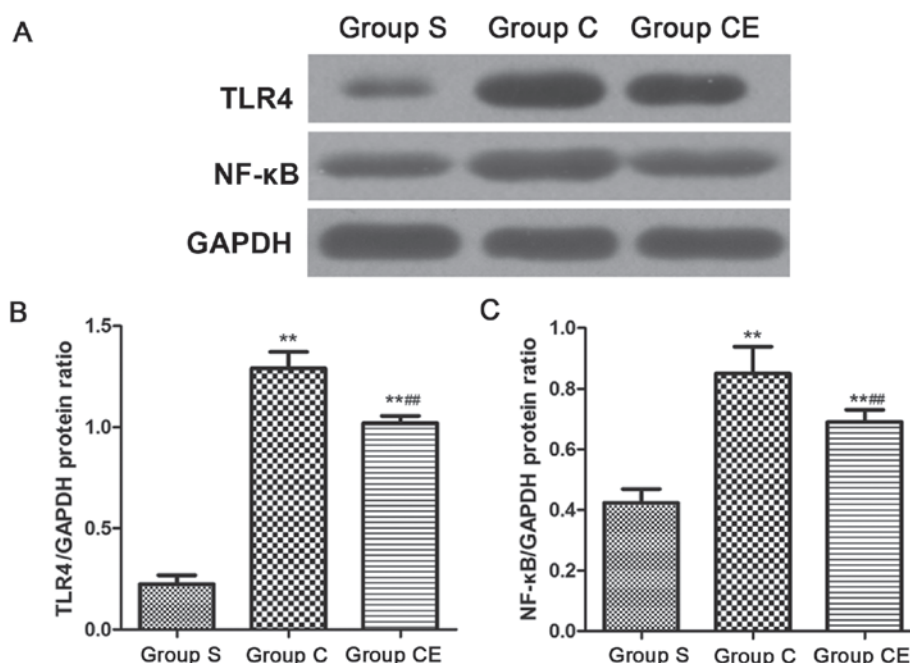 A
Group S Group C Group CE
TLR4
NF-κB
GAPDH
B
TLR4/GAPDH protein ratio
1.5
1.0
0.5
0.0
**
**##
Group S Group C Group CE
C
NF-κB/GAPDH protein ratio
1.0
0.8
0.6
0.4
0.2
0.0
**
**##
Group S Group C Group CE